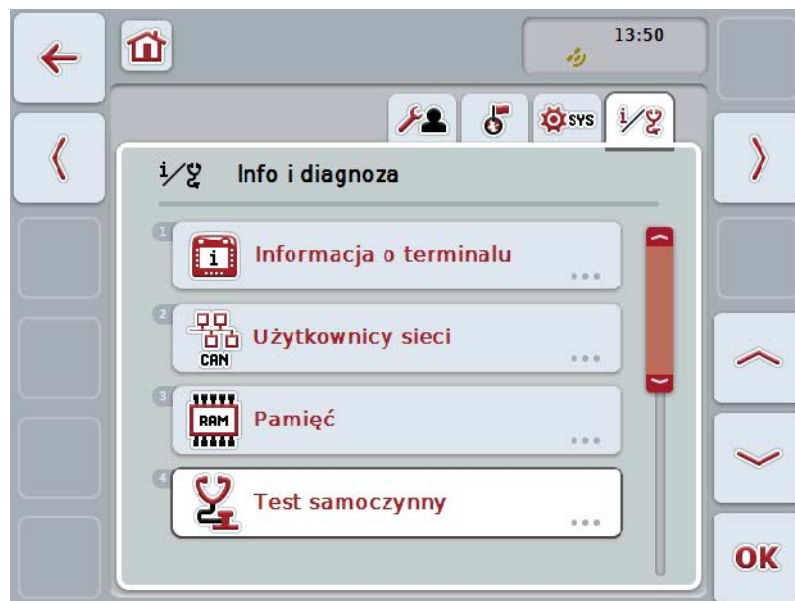 13:50
SYS
i/
i/ Info i diagnoza
1
i
Informacja o terminalu
...
2
CAN
Użytkownicy sieci
...
3
RAM
Pamięć
...
4
Test samoczynny
...
OK